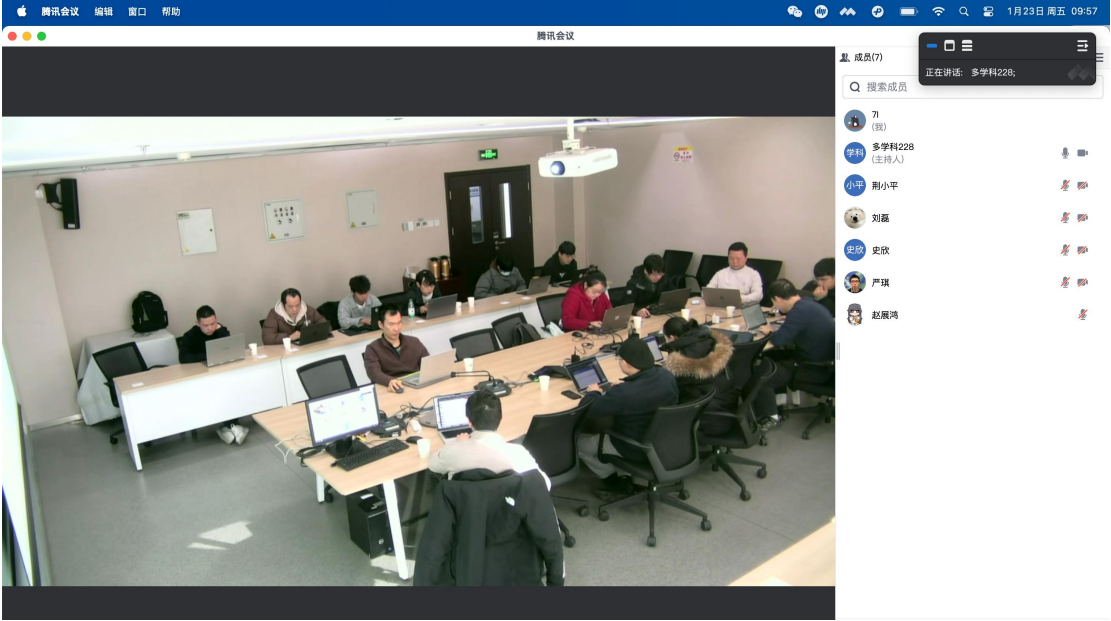 腾讯会议 编辑 窗口 帮助
1月23日 周五 09:57
腾讯会议
成员(7)
正在讲话: 多学科228;
搜索成员
7l
(我)
学科 多学科228
(主持人)
小平 荆小平
刘磊
史欣 史欣
严琪
赵展鸿